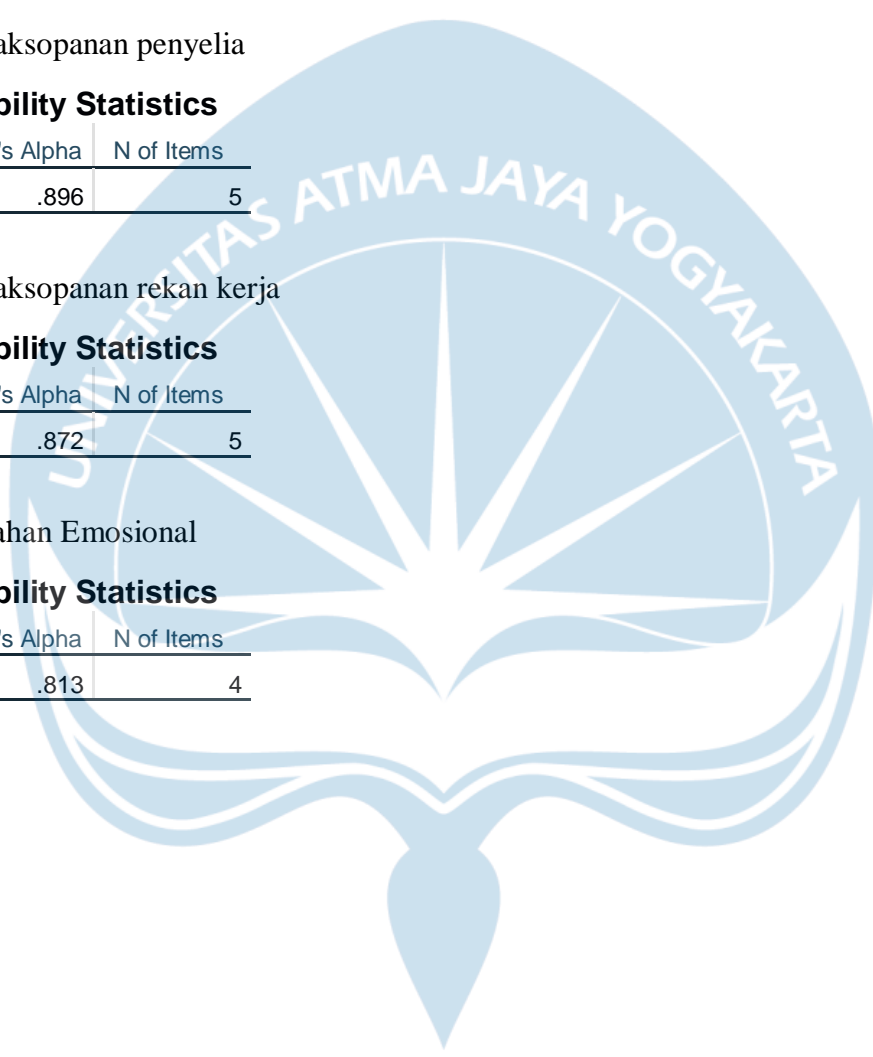 aksopanan penyelia
bility Statistics
's Alpha N of Items
.896 5
aksopanan rekan kerja
bility Statistics
's Alpha N of Items
.872 5
ahan Emosional
bility Statistics
's Alpha N of Items
.813 4
UNIVERSITAS ATMA JAYA YOGYAKARTA